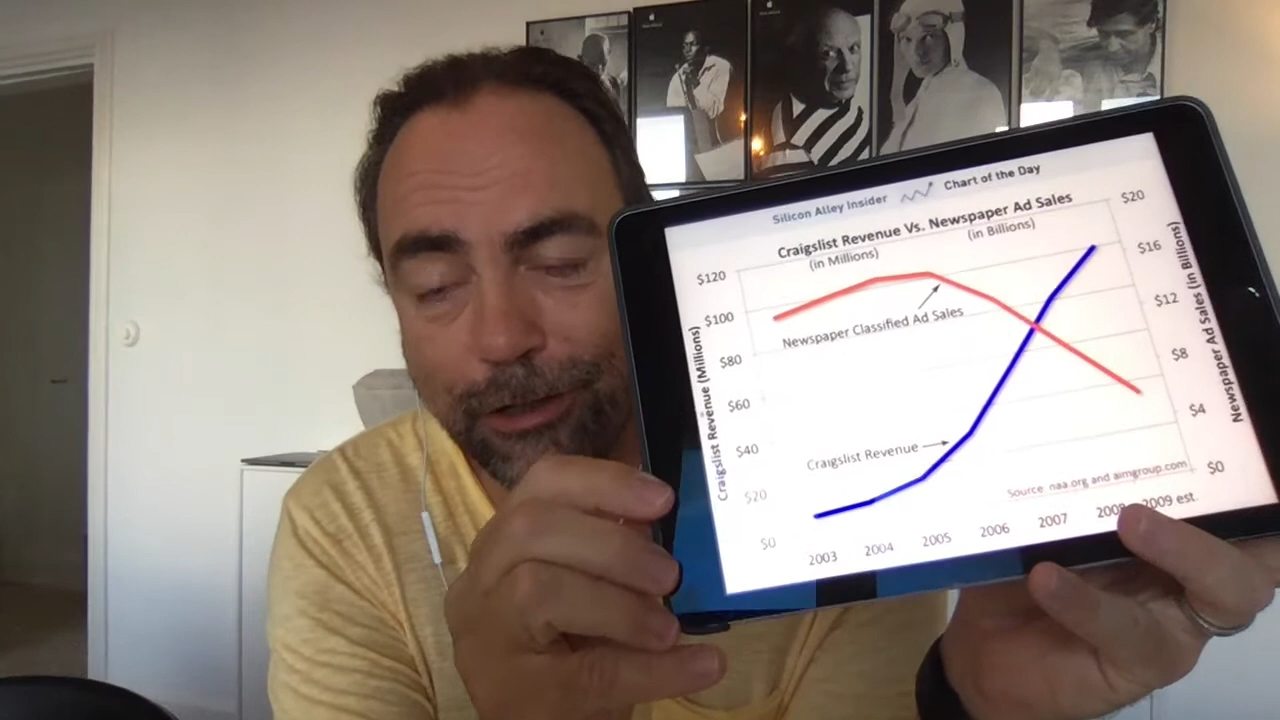 Silicon Alley Insider Chart of the Day
Craigslist Revenue Vs. Newspaper Ad Sales
(in Millions) (in Billions)
$120
$100
$80
$60
$40
$20
$0
Craigslist Revenue (Millions)
Newspaper Classified Ad Sales
Craigslist Revenue
$20
$16
$12
$8
$4
$0
Newspaper Ad Sales (in Billions)
Source: naa.org and aimgroup.com
2003 2004 2005 2006 2007 2008 2009 est.